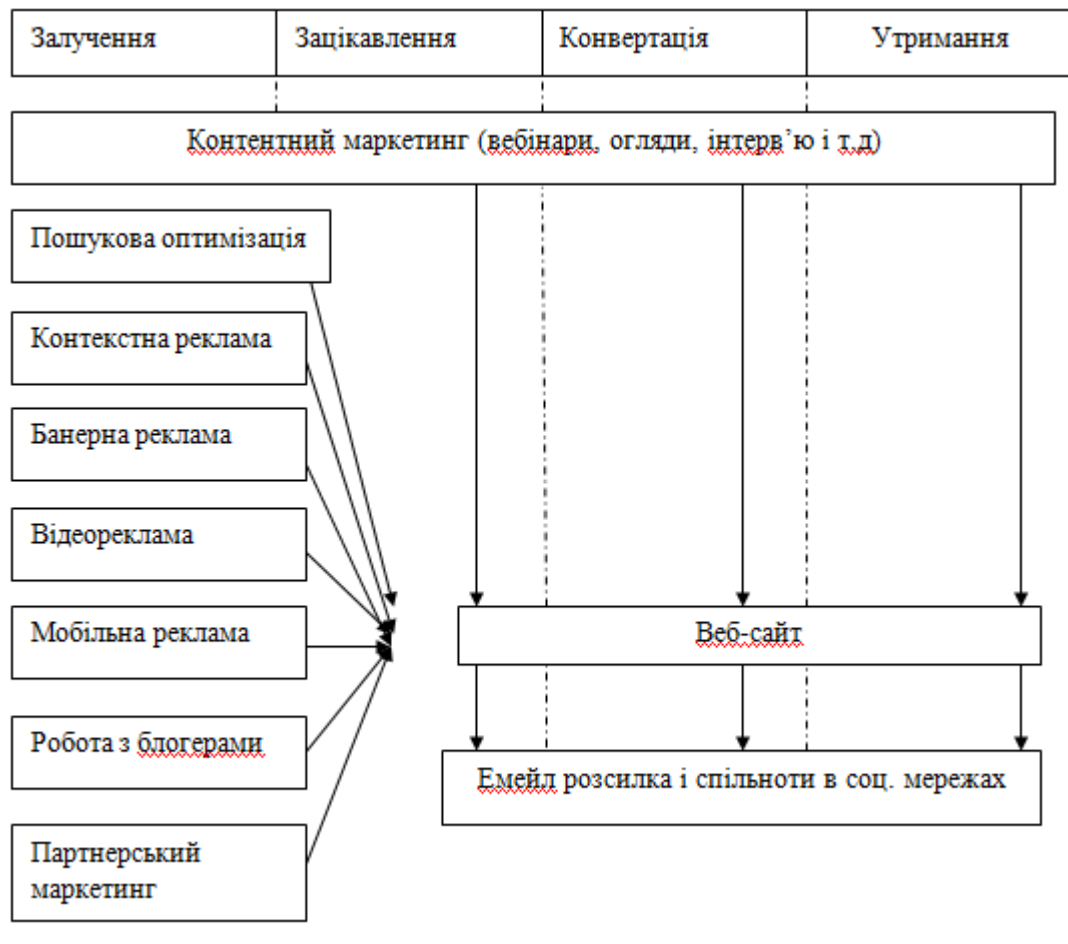 Залучення
Зацікавлення
Конвертація
Утримання
Контентний маркетинг (вебінари, огляди, інтерв’ю і т.д)
Пошукова оптимізація
Контекстна реклама
Банерна реклама
Відеореклама
Мобільна реклама
Веб-сайт
Робота з блогерами
Емейл розсилка і спільноти в соц. мережах
Партнерський
маркетинг